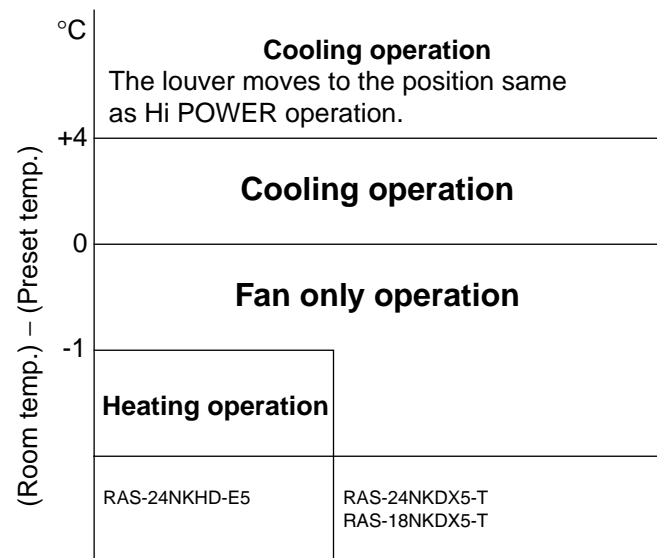 °C
Cooling operation
The louver moves to the position same
as Hi POWER operation.
+4
Cooling operation
0
Fan only operation
-1
Heating operation
(Room temp.) – (Preset temp.)
RAS-24NKHD-E5
RAS-24NKDX5-T
RAS-18NKDX5-T